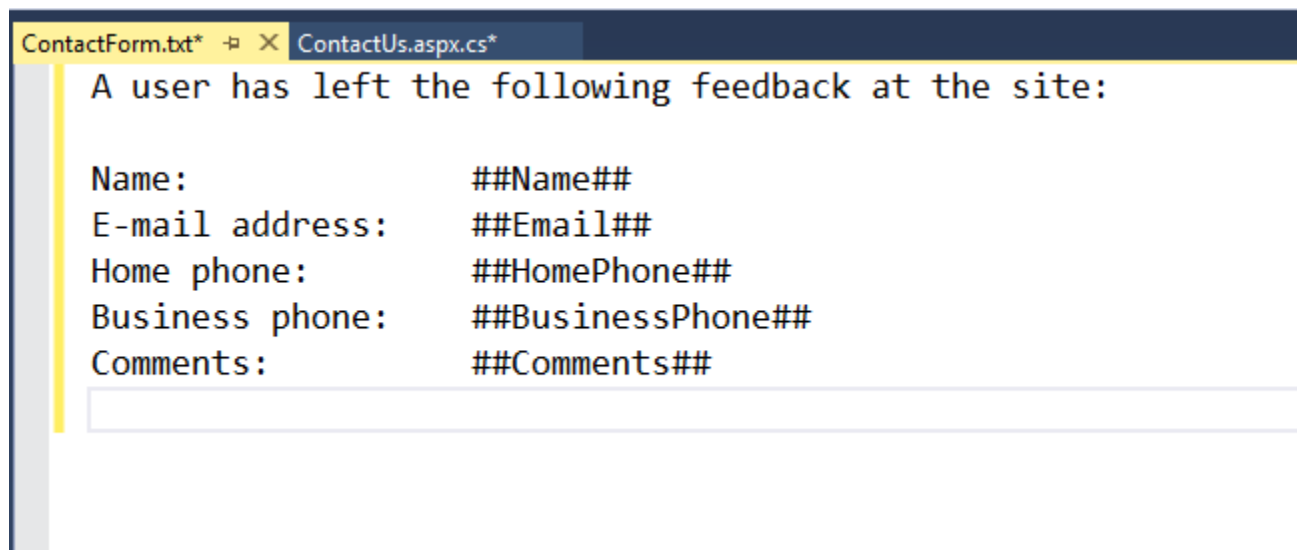 ContactForm.txt* ContactUs.aspx.cs*
A user has left the following feedback at the site:
Name: ##Name##
E-mail address: ##Email##
Home phone: ##HomePhone##
Business phone: ##BusinessPhone##
Comments: ##Comments##